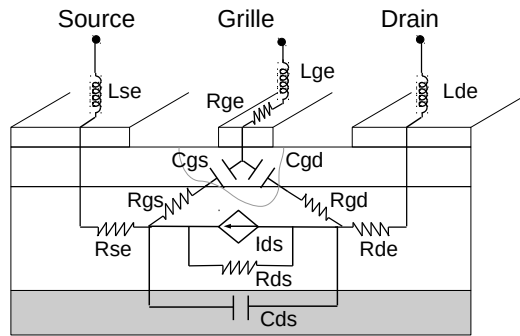 Source Grille Drain
Lse
Lge
Lde
Rge
Cgs
Cgd
Rgs
Rgd
Rse
Ids
Rde
Rds
Cds